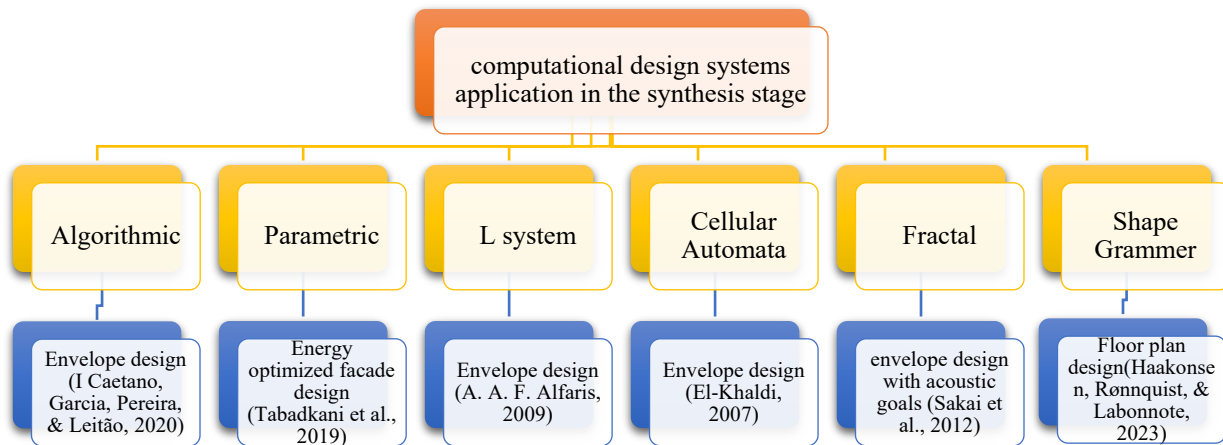 computational design systems
application in the synthesis stage
Algorithmic
Parametric
L system
Cellular
Automata
Fractal
Shape
Grammer
Envelope design
(I Caetano,
Garcia, Pereira,
& Leitão, 2020)
Energy
optimized facade
design
(Tabadkani et al.,
2019)
Envelope design
(A. A. F. Alfaris,
2009)
Envelope design
(El-Khaldi,
2007)
envelope design
with acoustic
goals (Sakai et
al., 2012)
Floor plan
design(Haakonse
n, Rønnquist, &
Labonnote,
2023)